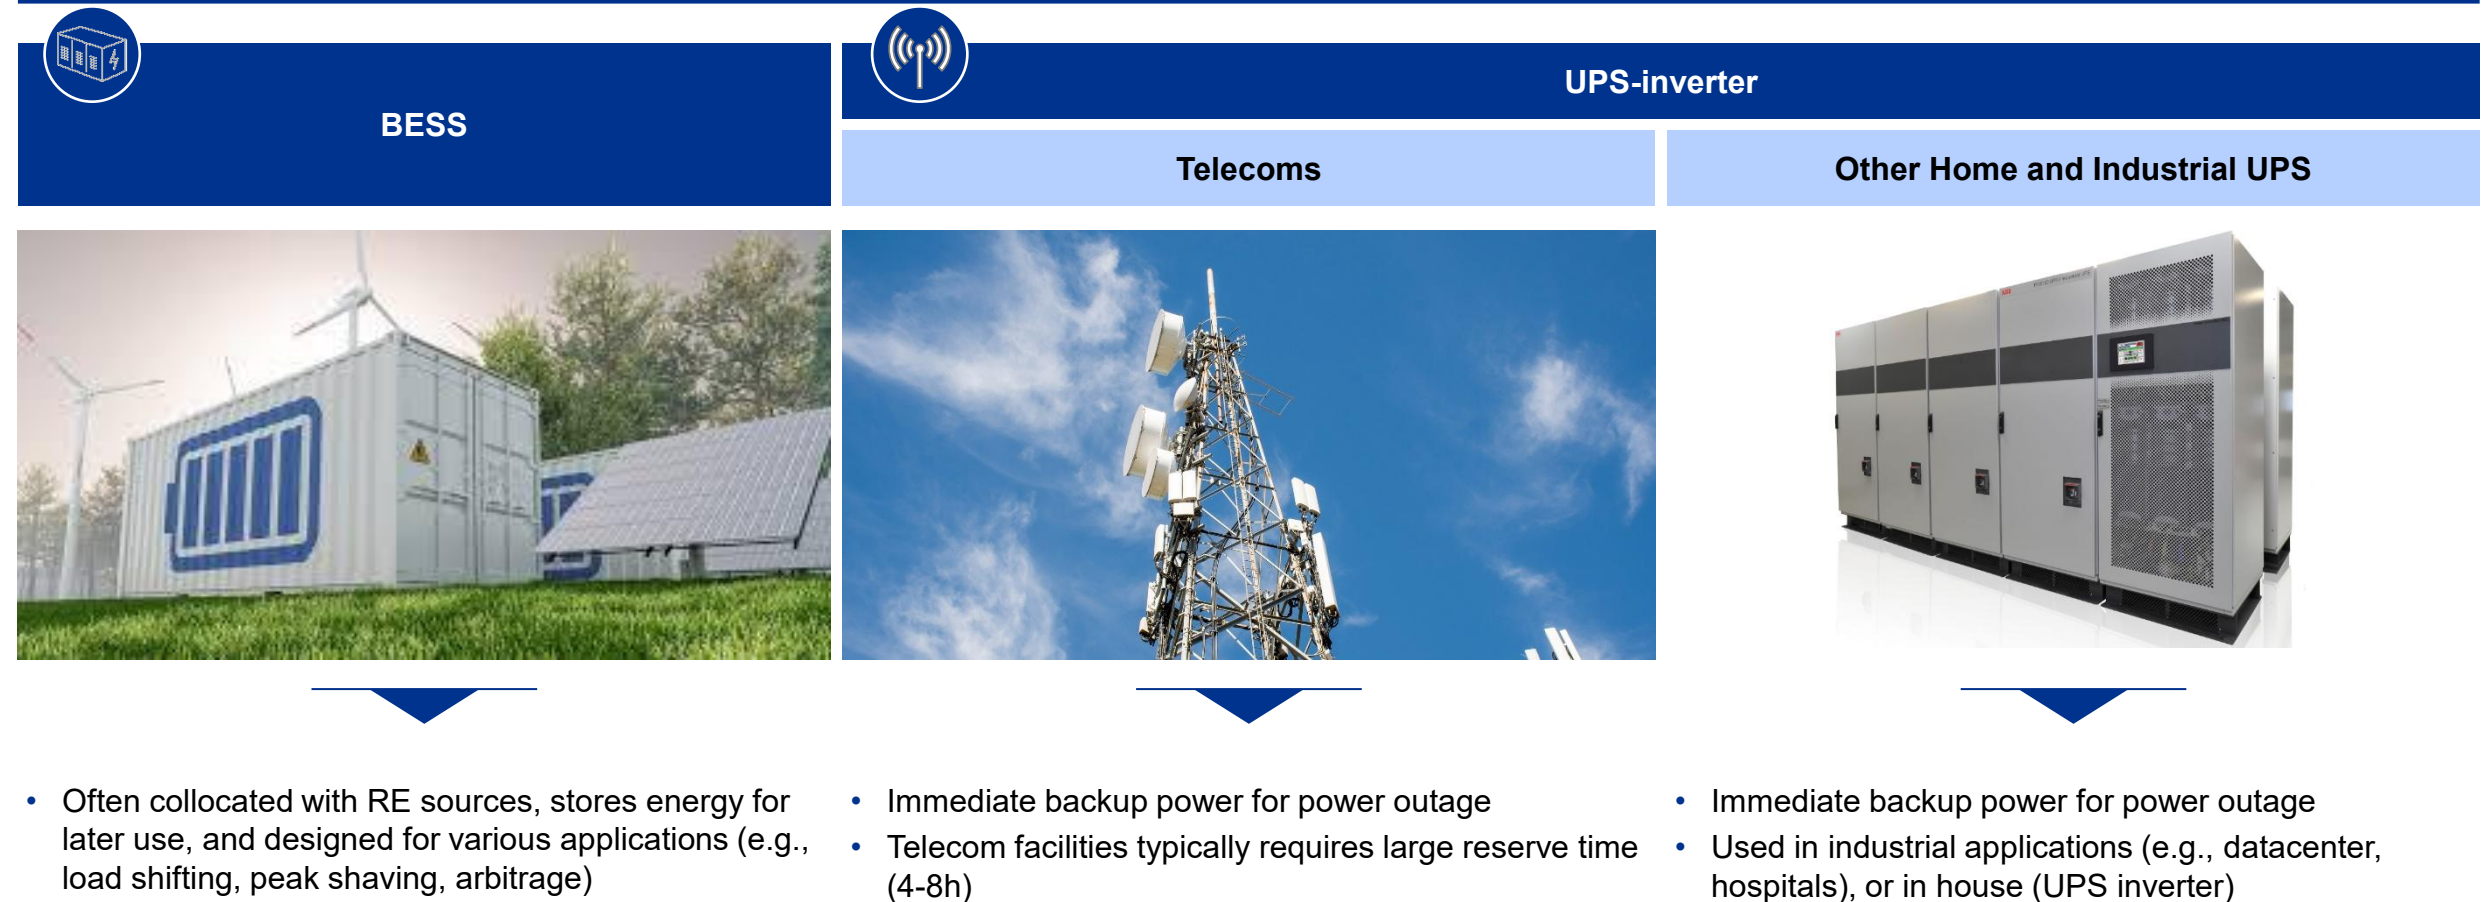 BESS
UPS-inverter
Telecoms
Other Home and Industrial UPS
• Often collocated with RE sources, stores energy for
later use, and designed for various applications (e.g.,
load shifting, peak shaving, arbitrage)
• Immediate backup power for power outage
• Telecom facilities typically requires large reserve time
(4-8h)
• Immediate backup power for power outage
• Used in industrial applications (e.g., datacenter,
hospitals), or in house (UPS inverter)
ABB